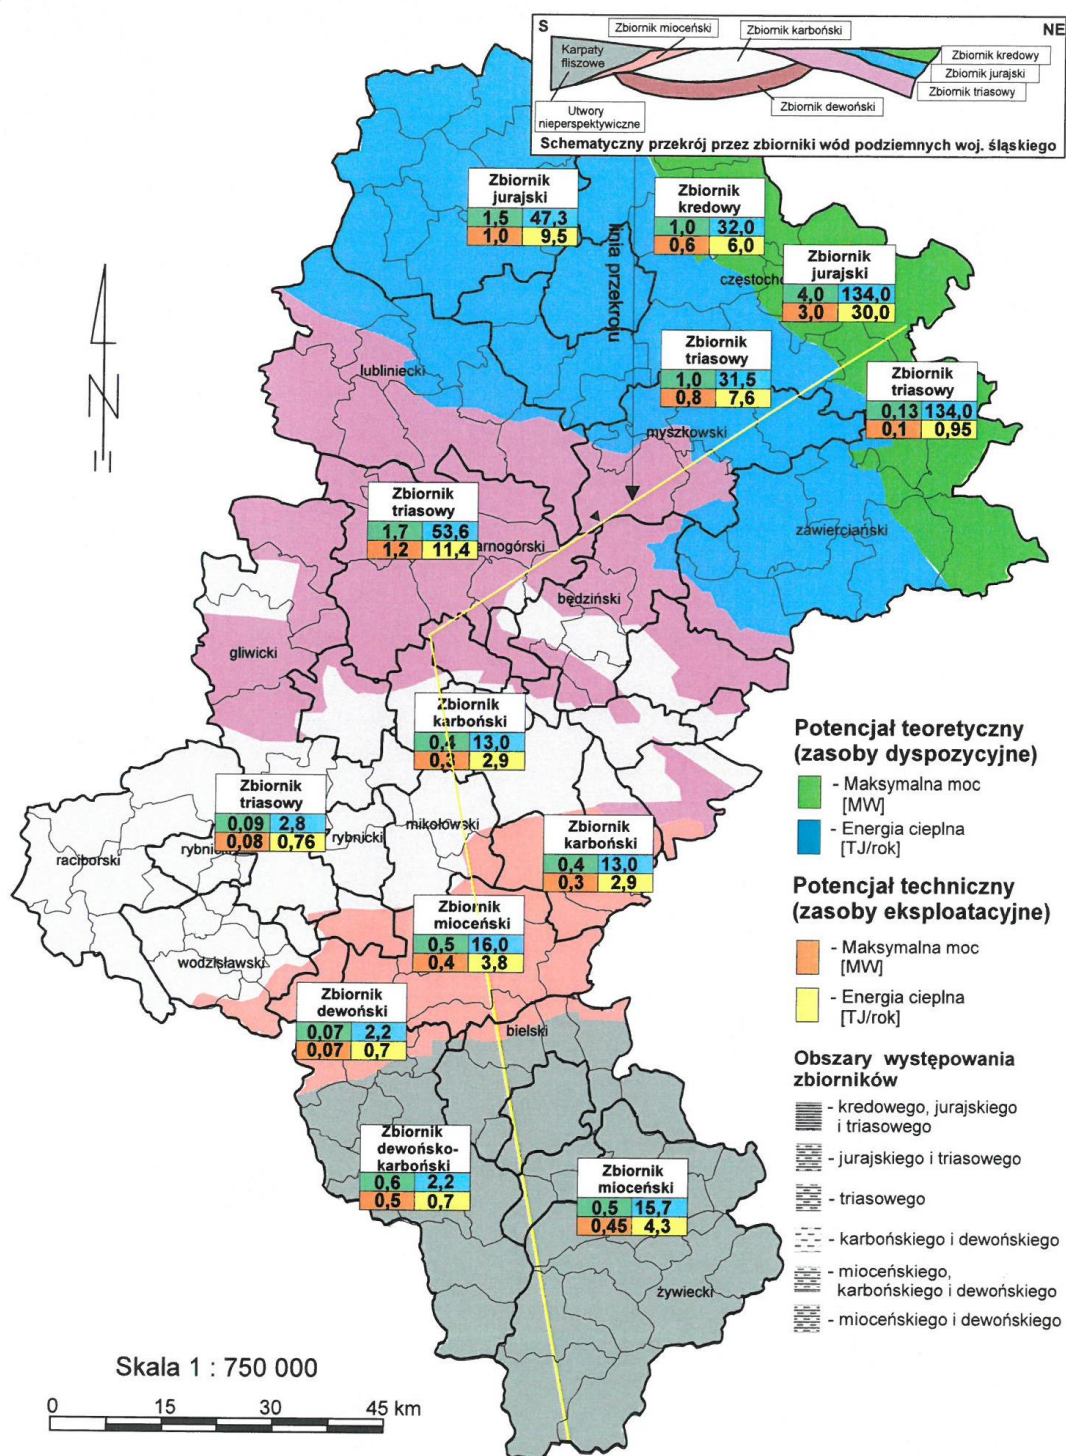 S
NE
Zbiornik mioceński
Zbiornik karboński
Karpaty
fliszowe
Zbiornik kredowy
Zbiornik jurajski
Zbiornik triasowy
Zbiornik dewoński
Utwory
nieperspektywiczne
Schematyczny przekrój przez zbiorniki wód podziemnych woj. śląskiego
Zbiornik
jurajski
1,5 47,3
1,0 9,5
Zbiornik
kredowy
1,0 32,0
0,6 6,0
linia przekroju
Zbiornik
jurajski
4,0 134,0
3,0 30,0
Zbiornik
triasowy
1,0 31,5
0,8 7,6
Zbiornik
triasowy
0,13 134,0
0,1 0,95
lubliniecki
myszkowski
N
Zbiornik
triasowy
1,7 53,6
1,2 11,4
arnogórski
zawierciański
będziński
gliwicki
Zbiornik
karboński
0,4 13,0
0,3 2,9
Zbiornik
triasowy
0,09 2,8
0,08 0,76
raciborski
rybnicki
mikołowski
Zbiornik
karboński
0,4 13,0
0,3 2,9
Zbiornik
mioceński
0,5 16,0
0,4 3,8
wodzisławski
Zbiornik
dewoński
0,07 2,2
0,07 0,7
bielski
Zbiornik
dewońsko-
karboński
0,6 2,2
0,5 0,7
Zbiornik
mioceński
0,5 15,7
0,45 4,3
żywiecki
Potencjał teoretyczny
(zasoby dyspozycyjne)
- Maksymalna moc
[MW]
- Energia cieplna
[TJ/rok]
Potencjał techniczny
(zasoby eksploatacyjne)
- Maksymalna moc
[MW]
- Energia cieplna
[TJ/rok]
Obszary występowania
zbiorników
- kredowego, jurajskiego
i triasowego
- jurajskiego i triasowego
- triasowego
- karbońskiego i dewońskiego
- mioceńskiego,
karbońskiego i dewońskiego
- mioceńskiego i dewońskiego
Skala 1 : 750 000
0 15 30 45 km